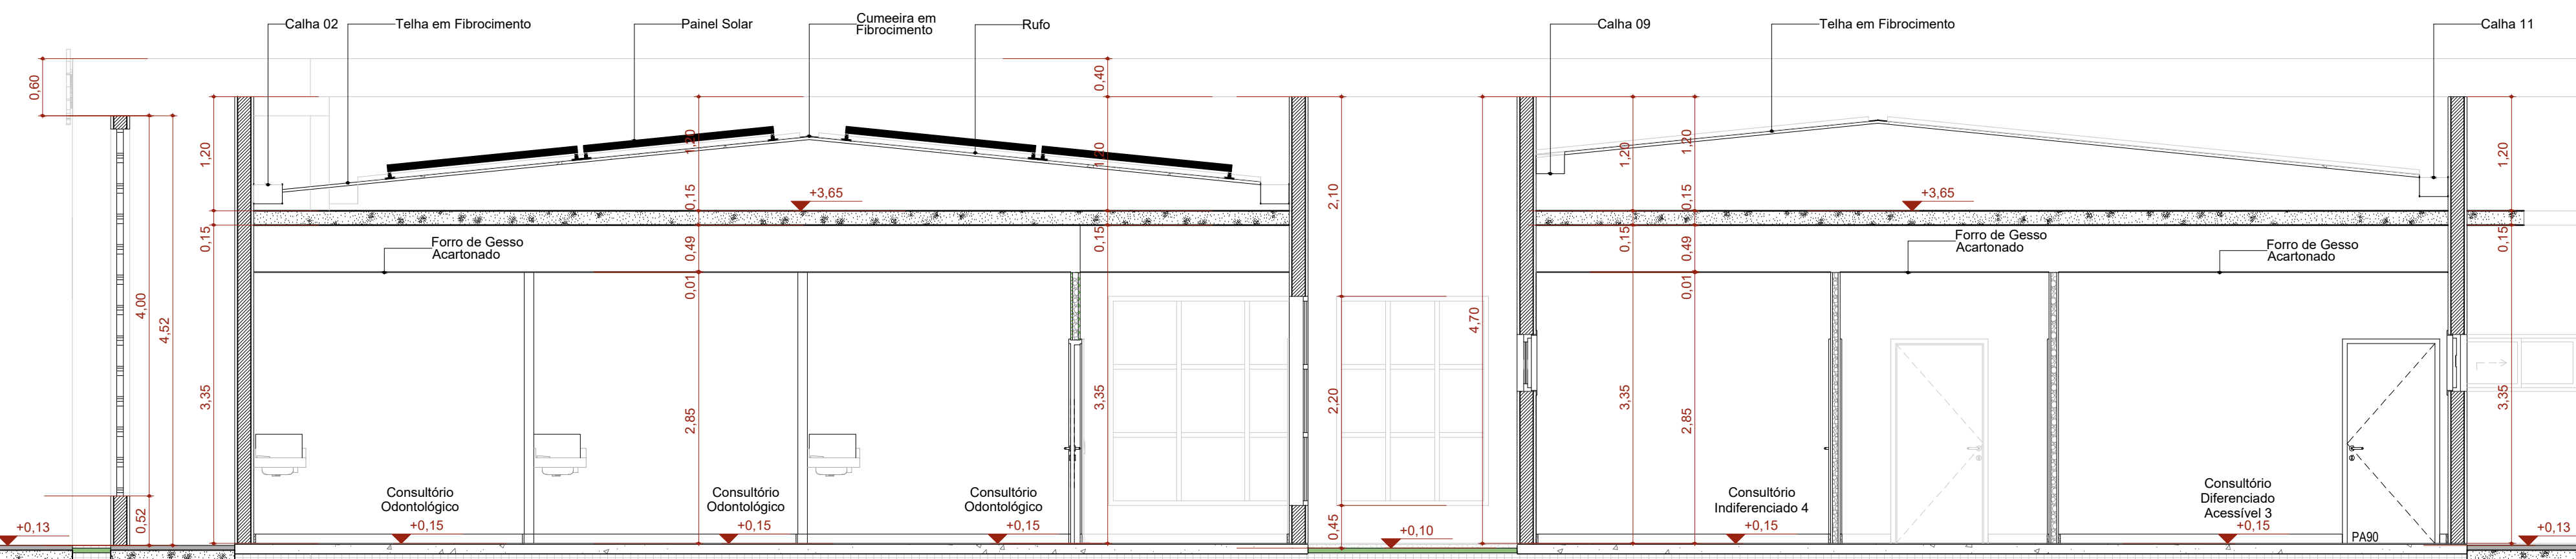 Calha 02
Telha em Fibrocimento
Painel Solar
Cumeeira em
Fibrocimento
Rufo
Calha 09
Telha em Fibrocimento
Calha 11
0,60
0,40
1,20
1,20
1,20
1,20
1,20
1,20
2,10
+3,65
+3,65
0,15
0,15
0,15
0,49
0,15
0,15
0,49
0,15
Forro de Gesso
Acartonado
Forro de Gesso
Acartonado
Forro de Gesso
Acartonado
0,01
0,01
4,00
4,52
4,70
3,35
2,85
3,35
2,20
3,35
2,85
3,35
Consultório
Odontológico
+0,15
Consultório
Odontológico
+0,15
Consultório
Odontológico
+0,15
Consultório
Indiferenciado 4
+0,15
Consultório
Diferenciado
Acessível 3
+0,15
+0,13
0,52
0,45
+0,10
PA90
+0,13